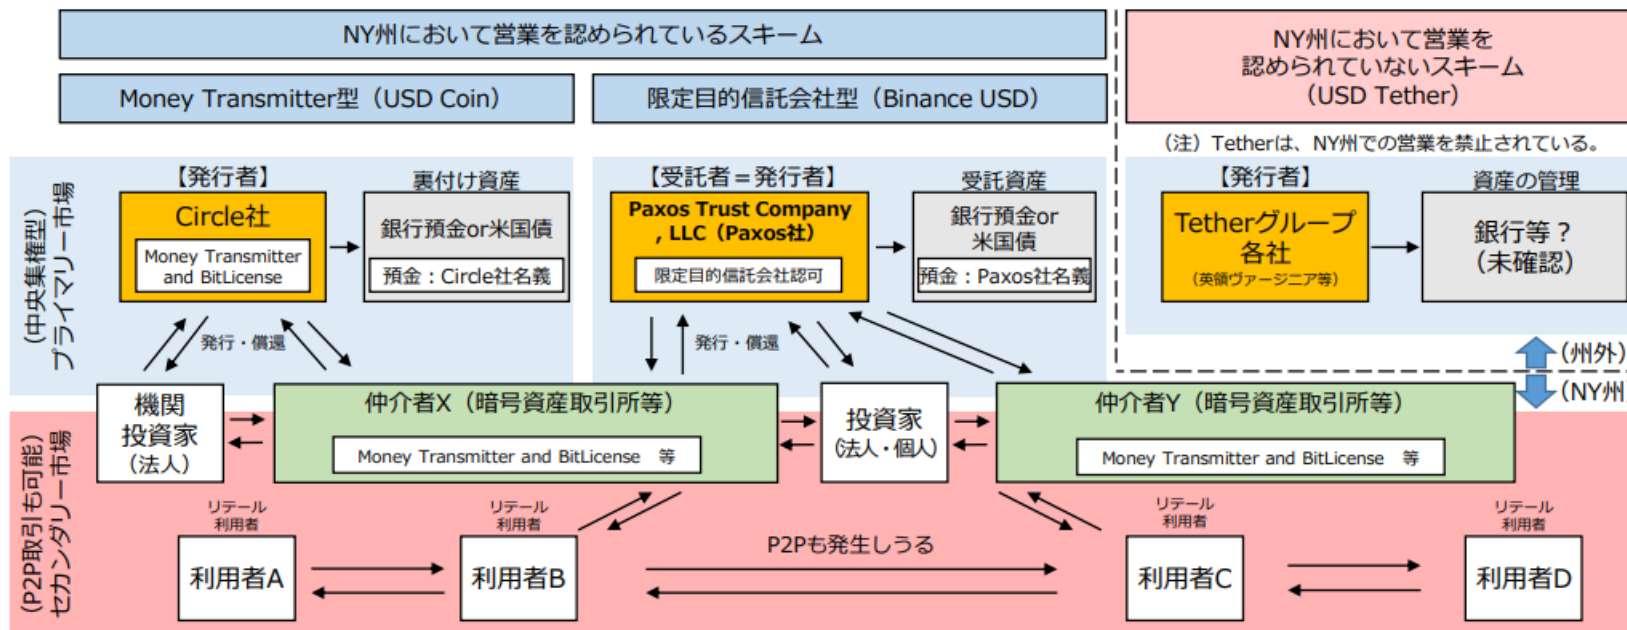 NY州において営業を認められているスキーム
NY州において営業を
認められていないスキーム
（USD Tether）
Money Transmitter型（USD Coin）
限定目的信託会社型（Binance USD）
（注）Tetherは、NY州での営業を禁止されている。
（中央集権型）
プライマリー市場
【発行者】
Circle社
Money Transmitter
and BitLicense
裏付け資産
銀行預金or米国債
預金：Circle社名義
【受託者＝発行者】
Paxos Trust Company
, LLC（Paxos社）
限定目的信託会社認可
受託資産
銀行預金or
米国債
預金：Paxos社名義
【発行者】
Tetherグループ
各社
（英領ヴァージニア等）
資産の管理
銀行等？
（未確認）
発行・償還
発行・償還
（州外）
（NY州）
（P2P取引も可能）
セカンダリー市場
機関
投資家
（法人）
仲介者X（暗号資産取引所等）
Money Transmitter and BitLicense 等
投資家
（法人・個人）
仲介者Y（暗号資産取引所等）
Money Transmitter and BitLicense 等
リテール
利用者
利用者A
リテール
利用者
利用者B
P2Pも発生しうる
リテール
利用者
利用者C
リテール
利用者
利用者D